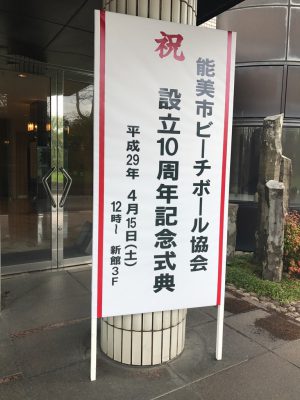 祝
能美市ビーチボール協会
設立10周年記念式典
平成29年 4月15日(土)
12時～ 新館3F